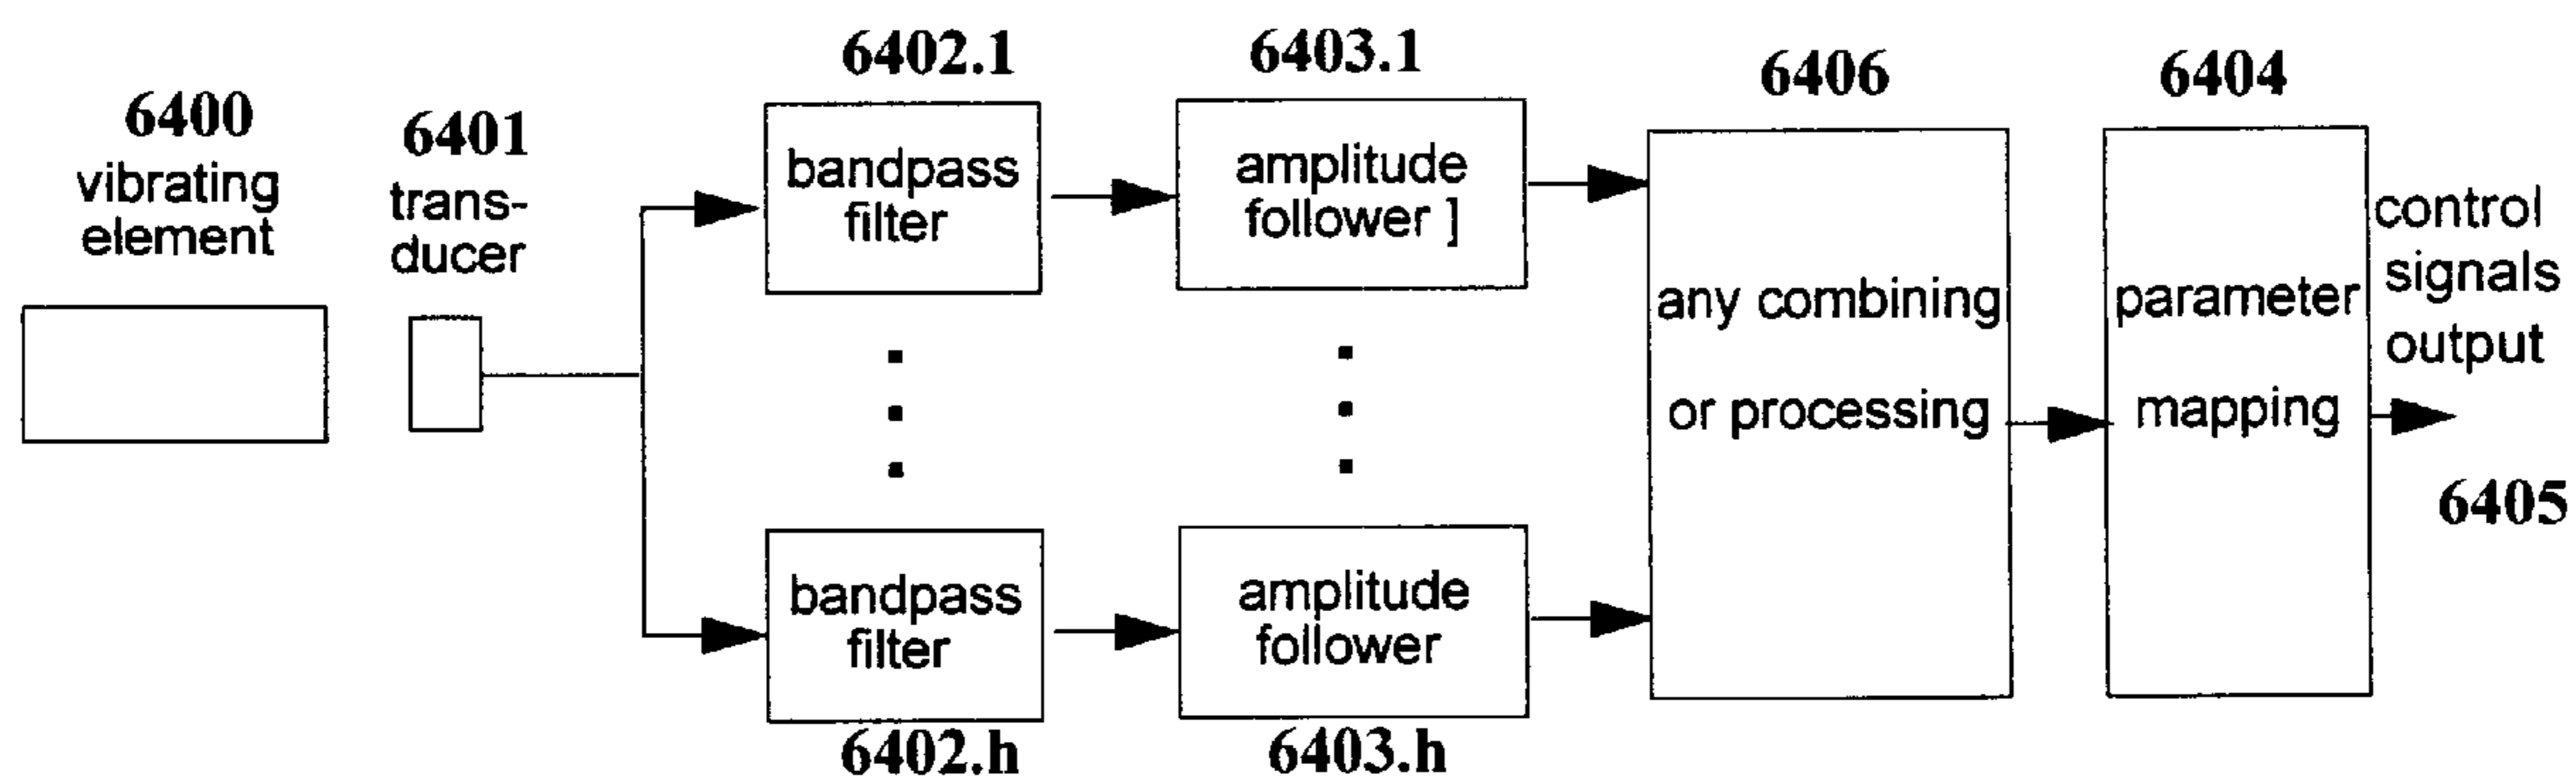 6400
vibrating
element
6401
trans-
ducer
6402.1
bandpass
filter
6403.1
amplitude
follower ]
bandpass
filter
6402.h
amplitude
follower
6403.h
6406
any combining
or processing
6404
parameter
mapping
control
signals
output
6405